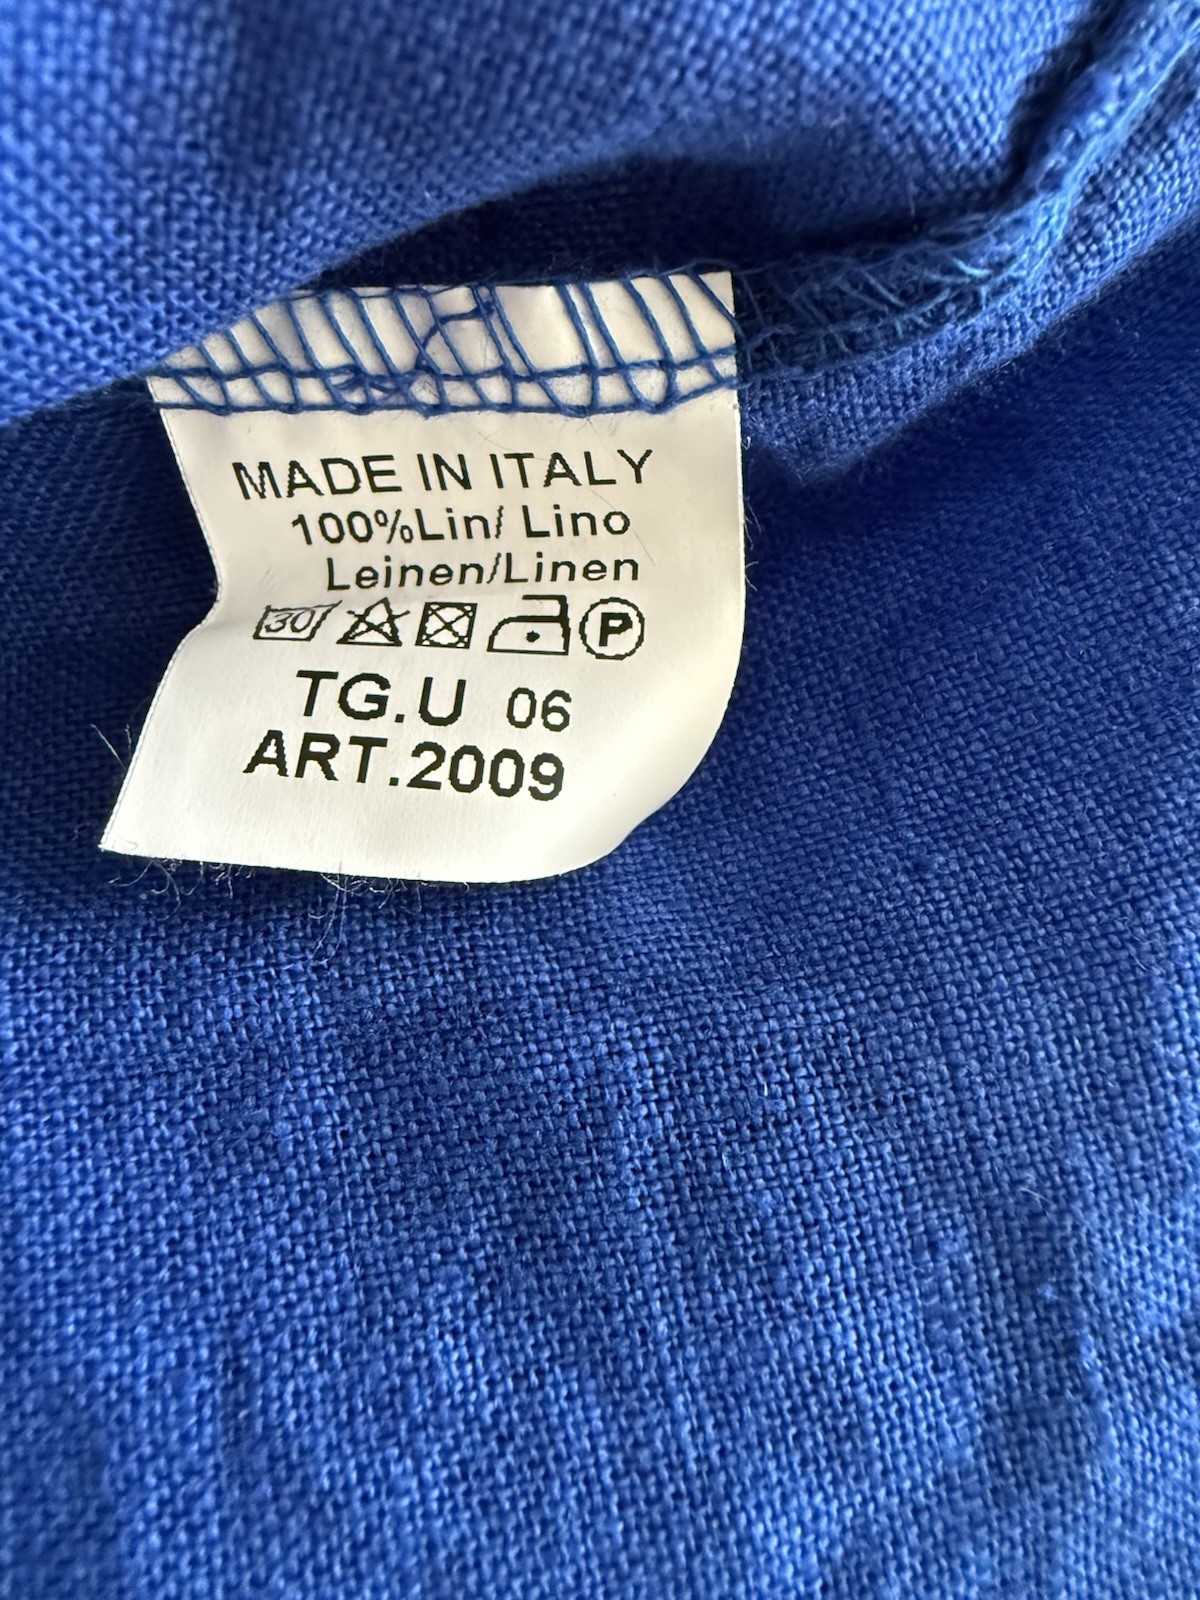 MADE IN ITALY
100%Lin/ Lino
Leinen/Linen
30 P
TG.U 06
ART.2009